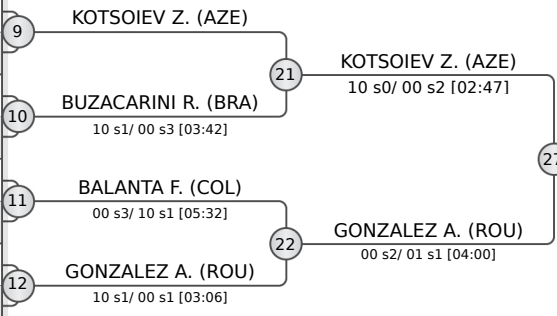 9
KOTSOIEV Z. (AZE)
21
KOTSOIEV Z. (AZE)
10 s0/ 00 s2 [02:47]
10
BUZACARINI R. (BRA)
10 s1/ 00 s3 [03:42]
27
11
BALANTA F. (COL)
00 s3/ 10 s1 [05:32]
22
GONZALEZ A. (ROU)
00 s2/ 01 s1 [04:00]
12
GONZALEZ A. (ROU)
10 s1/ 00 s1 [03:06]